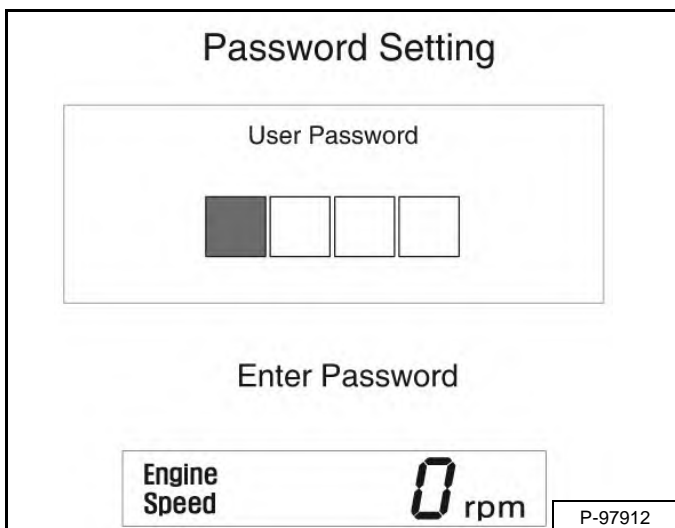 Password Setting
User Password
Enter Password
Engine
Speed
0 rpm
P-97912